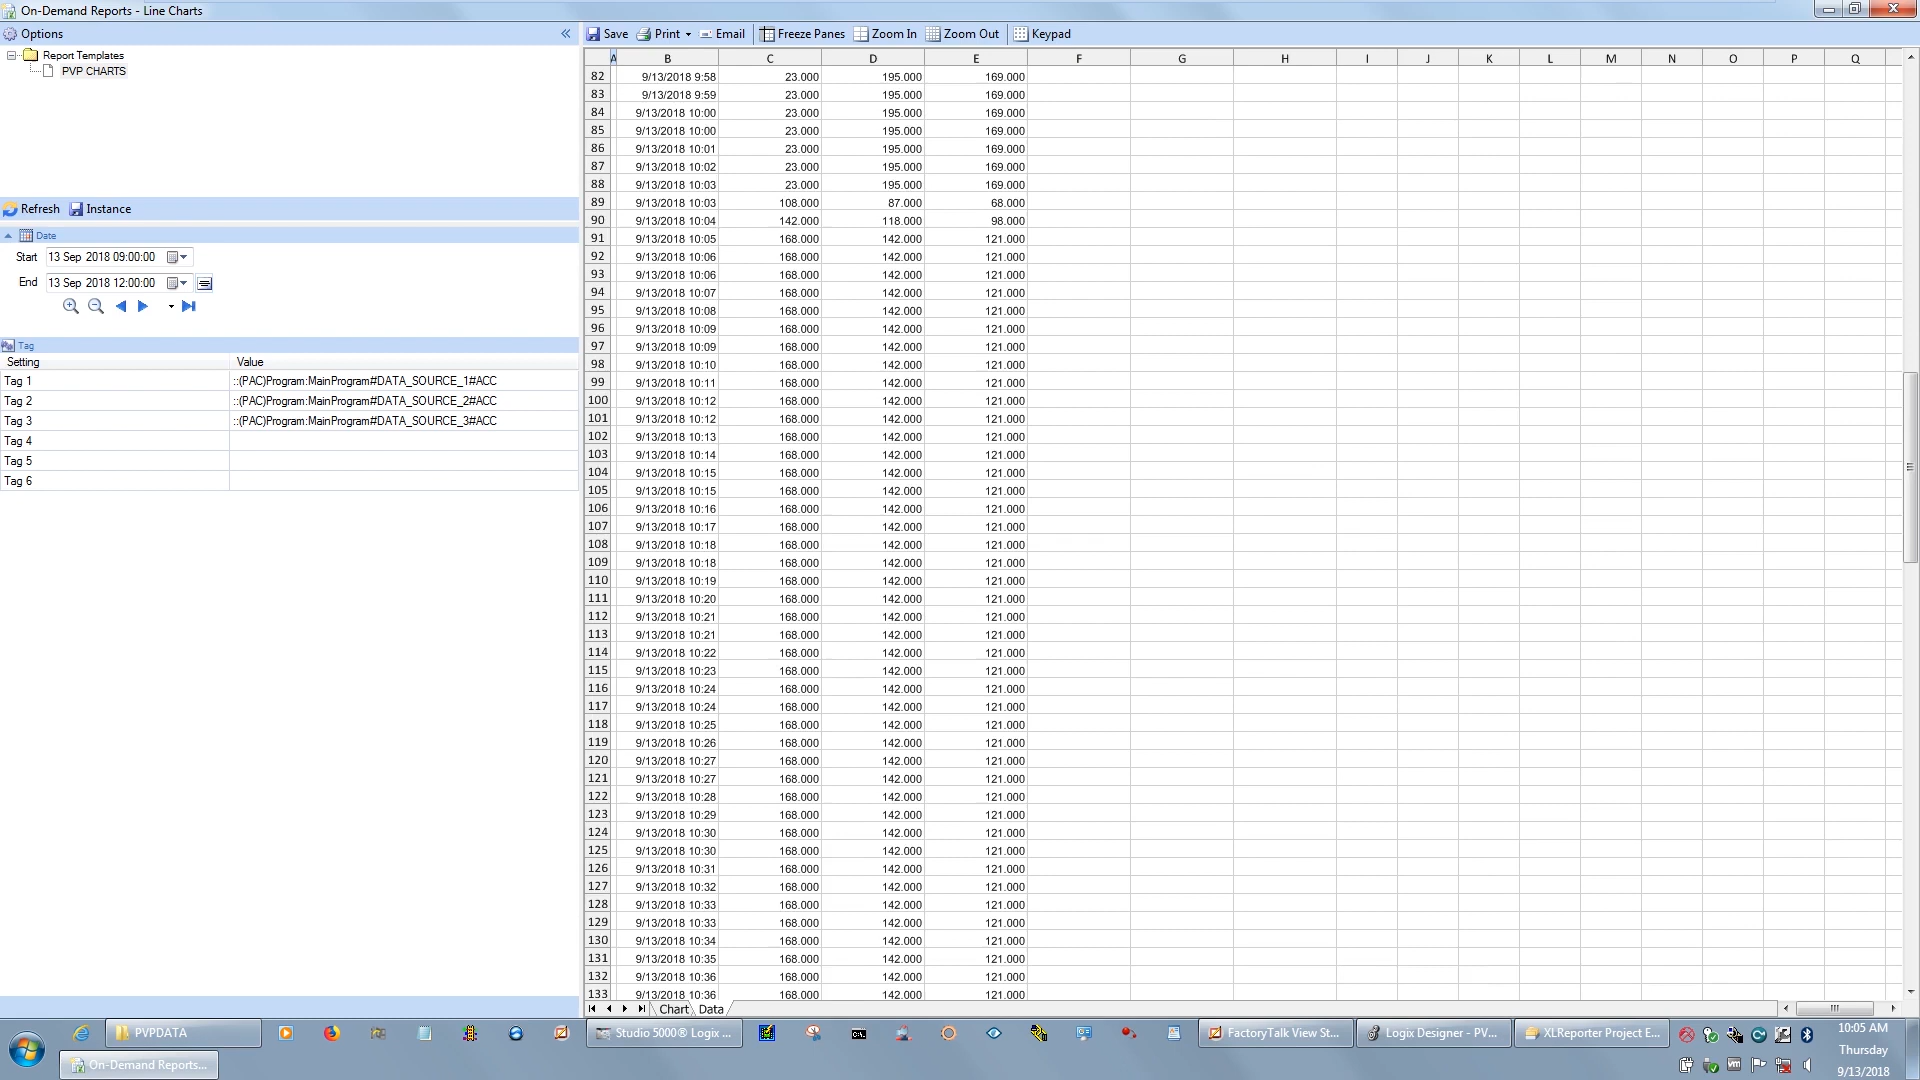 On-Demand Reports - Line Charts
Options «
Report Templates
PVP CHARTS
Refresh Instance
Date
Start 13 Sep 2018 09:00:00
End 13 Sep 2018 12:00:00
Tag
Setting Value
Tag 1 ::(PAC)Program:MainProgram#DATA_SOURCE_1#ACC
Tag 2 ::(PAC)Program:MainProgram#DATA_SOURCE_2#ACC
Tag 3 ::(PAC)Program:MainProgram#DATA_SOURCE_3#ACC
Tag 4
Tag 5
Tag 6
Save Print Email Freeze Panes Zoom In Zoom Out Keypad
A B C D E F G H I J K L M N O P Q
82 9/13/2018 9:58 23.000 195.000 169.000
83 9/13/2018 9:59 23.000 195.000 169.000
84 9/13/2018 10:00 23.000 195.000 169.000
85 9/13/2018 10:00 23.000 195.000 169.000
86 9/13/2018 10:01 23.000 195.000 169.000
87 9/13/2018 10:02 23.000 195.000 169.000
88 9/13/2018 10:03 23.000 195.000 169.000
89 9/13/2018 10:03 108.000 87.000 68.000
90 9/13/2018 10:04 142.000 118.000 98.000
91 9/13/2018 10:05 168.000 142.000 121.000
92 9/13/2018 10:06 168.000 142.000 121.000
93 9/13/2018 10:06 168.000 142.000 121.000
94 9/13/2018 10:07 168.000 142.000 121.000
95 9/13/2018 10:08 168.000 142.000 121.000
96 9/13/2018 10:09 168.000 142.000 121.000
97 9/13/2018 10:09 168.000 142.000 121.000
98 9/13/2018 10:10 168.000 142.000 121.000
99 9/13/2018 10:11 168.000 142.000 121.000
100 9/13/2018 10:12 168.000 142.000 121.000
101 9/13/2018 10:12 168.000 142.000 121.000
102 9/13/2018 10:13 168.000 142.000 121.000
103 9/13/2018 10:14 168.000 142.000 121.000
104 9/13/2018 10:15 168.000 142.000 121.000
105 9/13/2018 10:15 168.000 142.000 121.000
106 9/13/2018 10:16 168.000 142.000 121.000
107 9/13/2018 10:17 168.000 142.000 121.000
108 9/13/2018 10:18 168.000 142.000 121.000
109 9/13/2018 10:18 168.000 142.000 121.000
110 9/13/2018 10:19 168.000 142.000 121.000
111 9/13/2018 10:20 168.000 142.000 121.000
112 9/13/2018 10:21 168.000 142.000 121.000
113 9/13/2018 10:21 168.000 142.000 121.000
114 9/13/2018 10:22 168.000 142.000 121.000
115 9/13/2018 10:23 168.000 142.000 121.000
116 9/13/2018 10:24 168.000 142.000 121.000
117 9/13/2018 10:24 168.000 142.000 121.000
118 9/13/2018 10:25 168.000 142.000 121.000
119 9/13/2018 10:26 168.000 142.000 121.000
120 9/13/2018 10:27 168.000 142.000 121.000
121 9/13/2018 10:27 168.000 142.000 121.000
122 9/13/2018 10:28 168.000 142.000 121.000
123 9/13/2018 10:29 168.000 142.000 121.000
124 9/13/2018 10:30 168.000 142.000 121.000
125 9/13/2018 10:30 168.000 142.000 121.000
126 9/13/2018 10:31 168.000 142.000 121.000
127 9/13/2018 10:32 168.000 142.000 121.000
128 9/13/2018 10:33 168.000 142.000 121.000
129 9/13/2018 10:33 168.000 142.000 121.000
130 9/13/2018 10:34 168.000 142.000 121.000
131 9/13/2018 10:35 168.000 142.000 121.000
132 9/13/2018 10:36 168.000 142.000 121.000
133 9/13/2018 10:36 168.000 142.000 121.000
Chart Data
PVPDATA Studio 5000® Logix ... FactoryTalk View St... Logix Designer - PV... XLReporter Project E... 10:05 AM
Thursday
On-Demand Reports... 9/13/2018